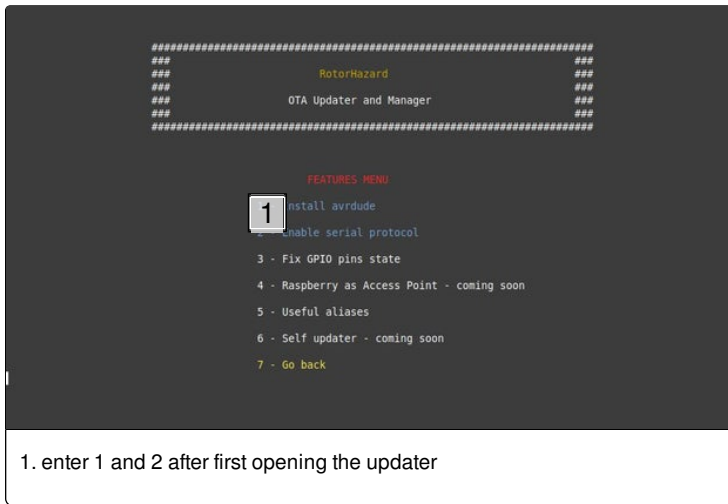 ############################################################
### ###
### RotorHazard ###
### ###
### OTA Updater and Manager ###
### ###
############################################################
FEATURES MENU
1
nstall avrdude
2 - Enable serial protocol
3 - Fix GPIO pins state
4 - Raspberry as Access Point - coming soon
5 - Useful aliases
6 - Self updater - coming soon
7 - Go back
1. enter 1 and 2 after first opening the updater